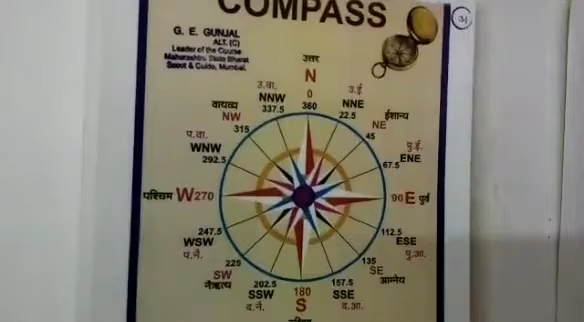 COMPASS
31
G. E. GUNJAL
ALT. (C)
Leader of the Course
Maharashtra State Bharat
Scout & Guide, Mumbai.
उत्तर
N
0
360
उ.वा.
NNW
337.5
उ.ई
NNE
22.5
वायव्य
NW
315
ईशान्य
NE
45
प.वा.
WNW
292.5
पु.ई.
ENE
67.5
पश्चिम W 270
90 E पुर्व
247.5
WSW
प.नै.
112.5
ESE
पु.आ.
225
SW
नैॠत्य
135
SE
आग्नेय
202.5
SSW
द.नै.
180
S
157.5
SSE
द.आ.